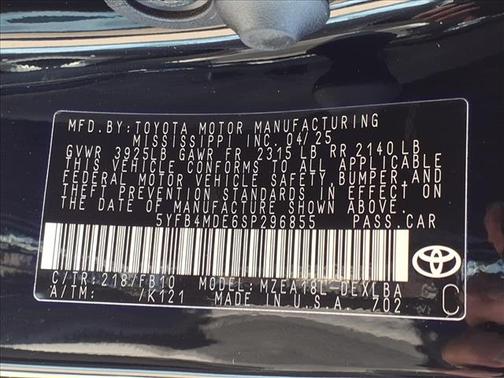 MFD.BY:TOYOTA MOTOR MANUFACTURING
MISSISSIPPI INC. 04/25
GVWR 3925LB GAWR FR 2315 LB RR 2140 LB
THIS VEHICLE CONFORMS TO ALL APPLICABLE
FEDERAL MOTOR VEHICLE SAFETY, BUMPER, AND
THEFT PREVENTION STANDARDS IN EFFECT ON
THE DATE OF MANUFACTURE SHOWN ABOVE.
5YFB4MDE6SP296855 PASS.CAR
C/TR:218/FB10 MODEL: MZEA18L-DEXLBA
A/TM: /K121 MADE IN U.S.A. 702
C